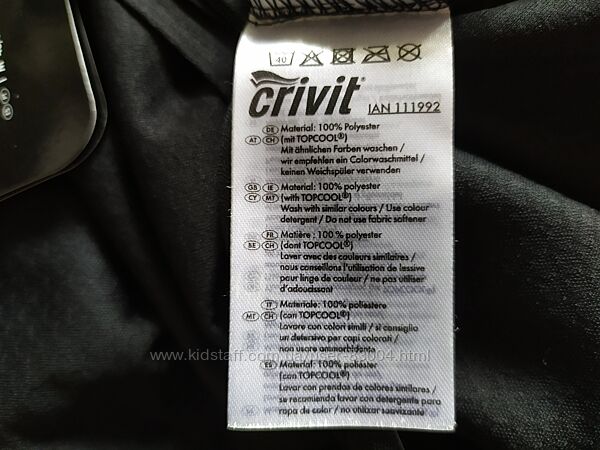 40
crivit®
IAN 111992
DE Material: 100% Polyester
AT CH (mit TOPCOOL®)
Mit ähnlichen Farben waschen /
wir empfehlen ein Colorwaschmittel /
keinen Weichspüler verwenden
GB IE Material: 100% polyester
CY MT (with TOPCOOL®)
Wash with similar colours / Use colour
detergent / Do not use fabric softener
FR Matière : 100 % polyester
BE CH (dont TOPCOOL®)
Laver avec des couleurs similaires /
nous conseillons l'utilisation de lessive
pour linge de couleur / ne pas utiliser
d'adoucissant
IT Materiale: 100% poliestere
MT CH (con TOPCOOL®)
Lavare con colori simili / si consiglia
un detersivo per capi colorati /
non usare ammorbidente
ES Material: 100% poliéster
(con TOPCOOL®)
Lavar con prendas de colores similares /
se recomienda lavar con detergente para
ropa de color / no utilizar suavizante